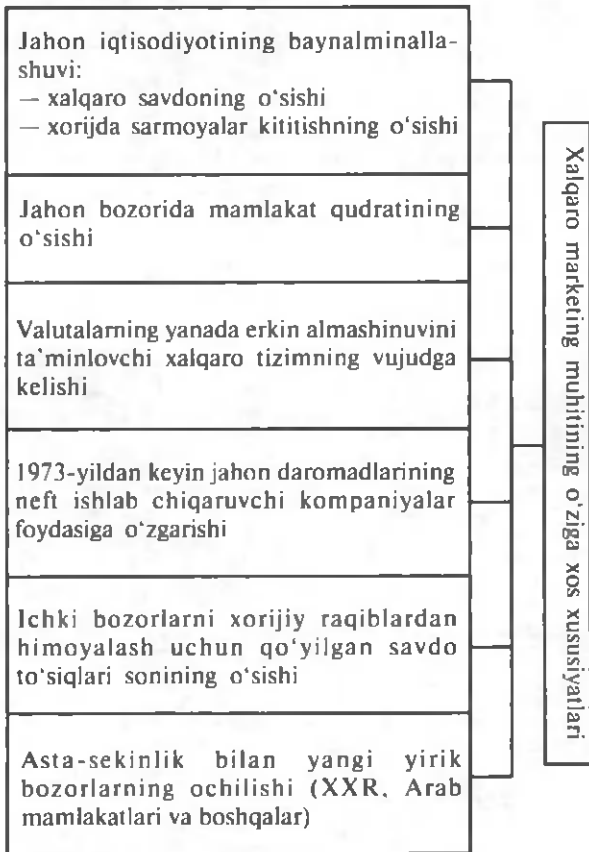 Jahon iqtisodiyotining baynalminalla-
shuvi:
— xalqaro savdoning o‘sishi
— xorijda sarmoyalar kititishning o‘sishi
Jahon bozorida mamlakat qudratining
o‘sishi
Valutalarning yanada erkin almashinuvini
ta’minlovchi xalqaro tizimning vujudga
kelishi
1973-yildan keyin jahon daromadlarining
neft ishlab chiqaruvchi kompaniyalar
foydasiga o‘zgarishi
Ichki bozorlarni xorijiy raqiblardan
himoyalash uchun qo‘yilgan savdo
to‘siqlari sonining o‘sishi
Asta-sekinlik bilan yangi yirik
bozorlarning ochilishi (XXR, Arab
mamlakatlari va boshqalar)
Xalqaro marketing muhitining o‘ziga xos xususiyatlari